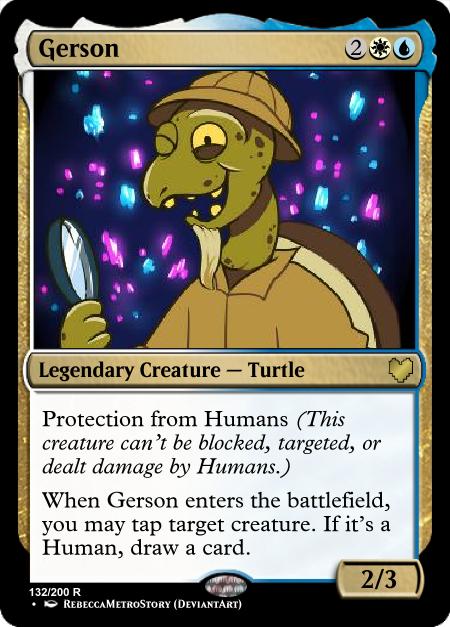 Gerson 2
Legendary Creature — Turtle
Protection from Humans (This
creature can't be blocked, targeted, or
dealt damage by Humans.)
When Gerson enters the battlefield,
you may tap target creature. If it's a
Human, draw a card.
2/3
132/200 R
• RebeccaMetroStory (DeviantArt)